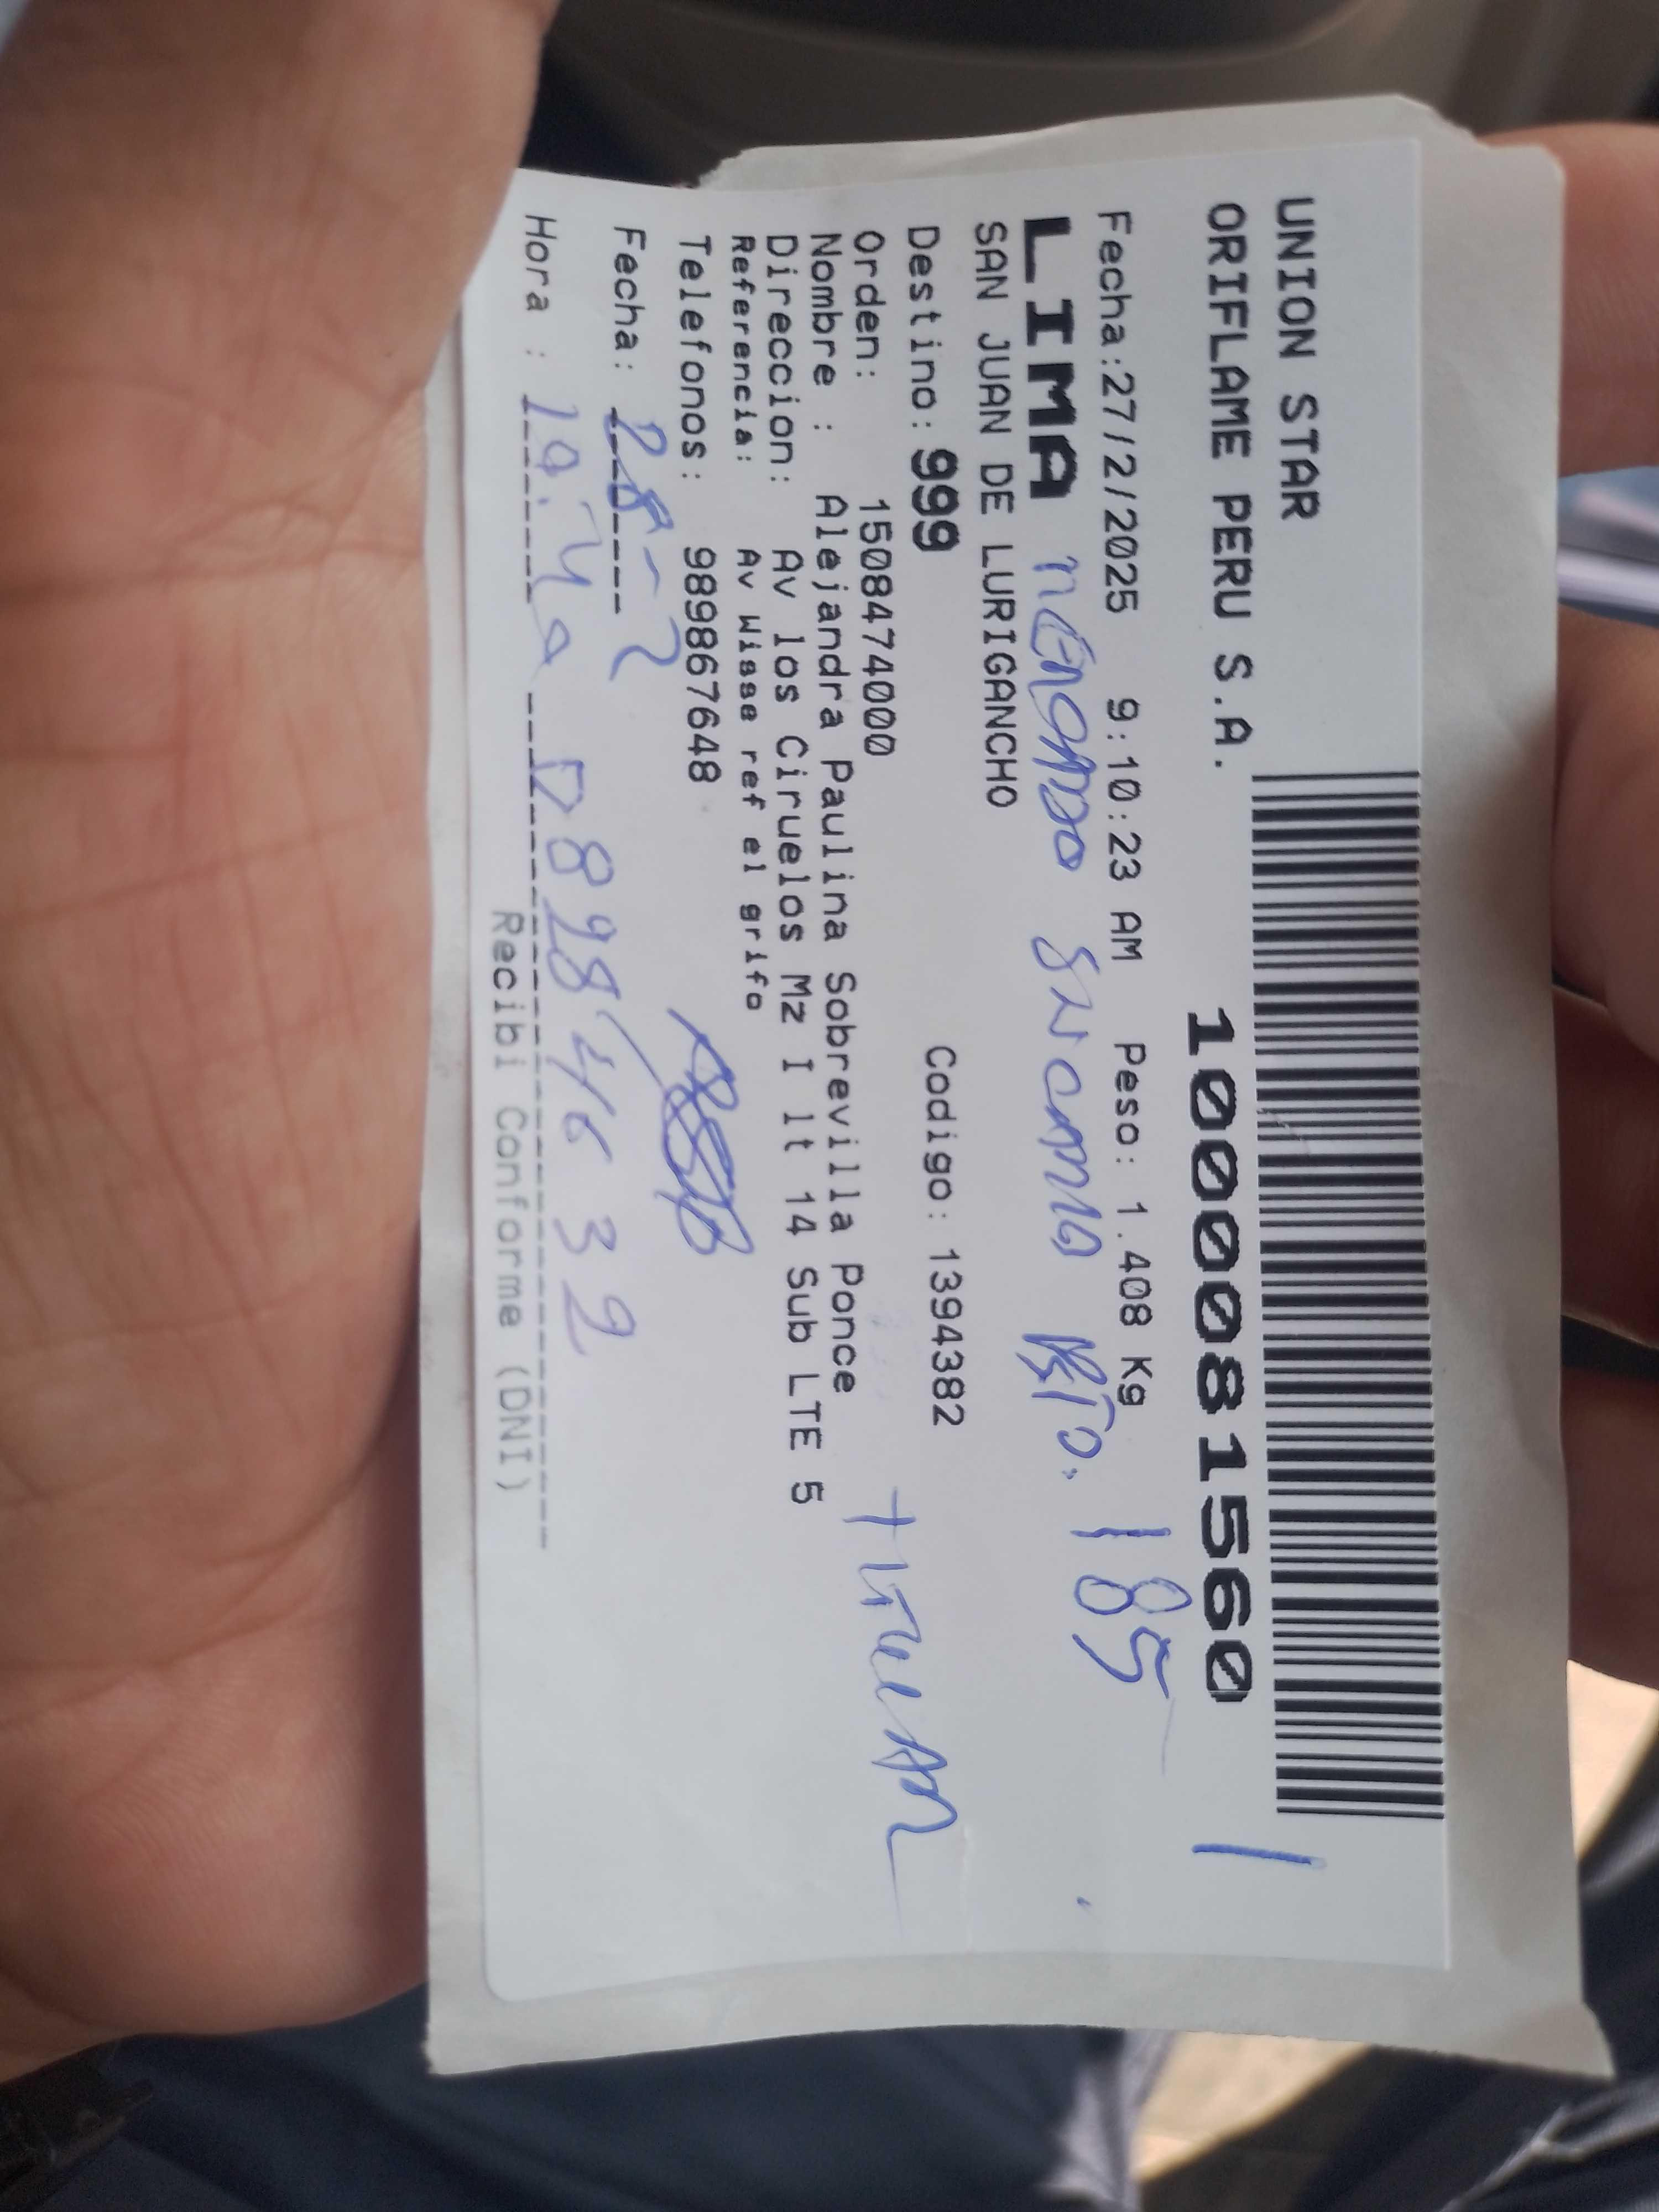 UNION STAR
ORIFLAME PERU S.A.
1000081560
Fecha:27/2/2025 9:10:23 AM Peso: 1.408 Kg
LIMA
185
SAN JUAN DE LURIGANCHO
Destino: 999 Codigo: 1394382
Orden: 1508474000
Nombre : Alejandra Paulina Sobrevilla Ponce
Direccion: Av los Ciruelos Mz I lt 14 Sub LTE 5
Referencia: Av Wisse ref el grifo
Telefonos: 989867648
Fecha: 28-2
Hora :
Recibi Conforme (DNI)